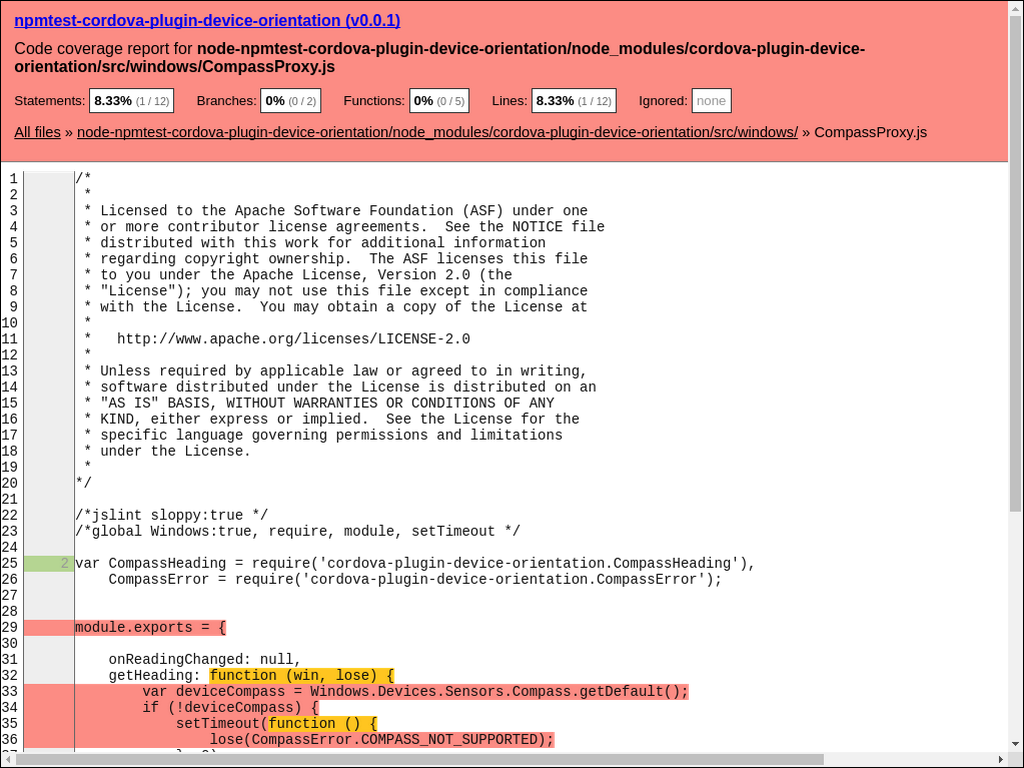 npmtest-cordova-plugin-device-orientation (v0.0.1)
Code coverage report for node-npmtest-cordova-plugin-device-orientation/node_modules/cordova-plugin-device-
orientation/src/windows/CompassProxy.js
Statements: 8.33% (1 / 12) Branches: 0% (0 / 2) Functions: 0% (0 / 5) Lines: 8.33% (1 / 12) Ignored: none
All files » node-npmtest-cordova-plugin-device-orientation/node_modules/cordova-plugin-device-orientation/src/windows/ » CompassProxy.js
1 /*
2  *
3  * Licensed to the Apache Software Foundation (ASF) under one
4  * or more contributor license agreements.  See the NOTICE file
5  * distributed with this work for additional information
6  * regarding copyright ownership.  The ASF licenses this file
7  * to you under the Apache License, Version 2.0 (the
8  * "License"); you may not use this file except in compliance
9  * with the License.  You may obtain a copy of the License at
10  *
11  *   http://www.apache.org/licenses/LICENSE-2.0
12  *
13  * Unless required by applicable law or agreed to in writing,
14  * software distributed under the License is distributed on an
15  * "AS IS" BASIS, WITHOUT WARRANTIES OR CONDITIONS OF ANY
16  * KIND, either express or implied.  See the License for the
17  * specific language governing permissions and limitations
18  * under the License.
19  *
20 */
21
22 /*jslint sloppy:true */
23 /*global Windows:true, require, module, setTimeout */
24
25 2 var CompassHeading = require('cordova-plugin-device-orientation.CompassHeading'),
26     CompassError = require('cordova-plugin-device-orientation.CompassError');
27
28
29 module.exports = {
30
31     onReadingChanged: null,
32     getHeading: function (win, lose) {
33         var deviceCompass = Windows.Devices.Sensors.Compass.getDefault();
34         if (!deviceCompass) {
35             setTimeout(function () {
36                 lose(CompassError.COMPASS_NOT_SUPPORTED);